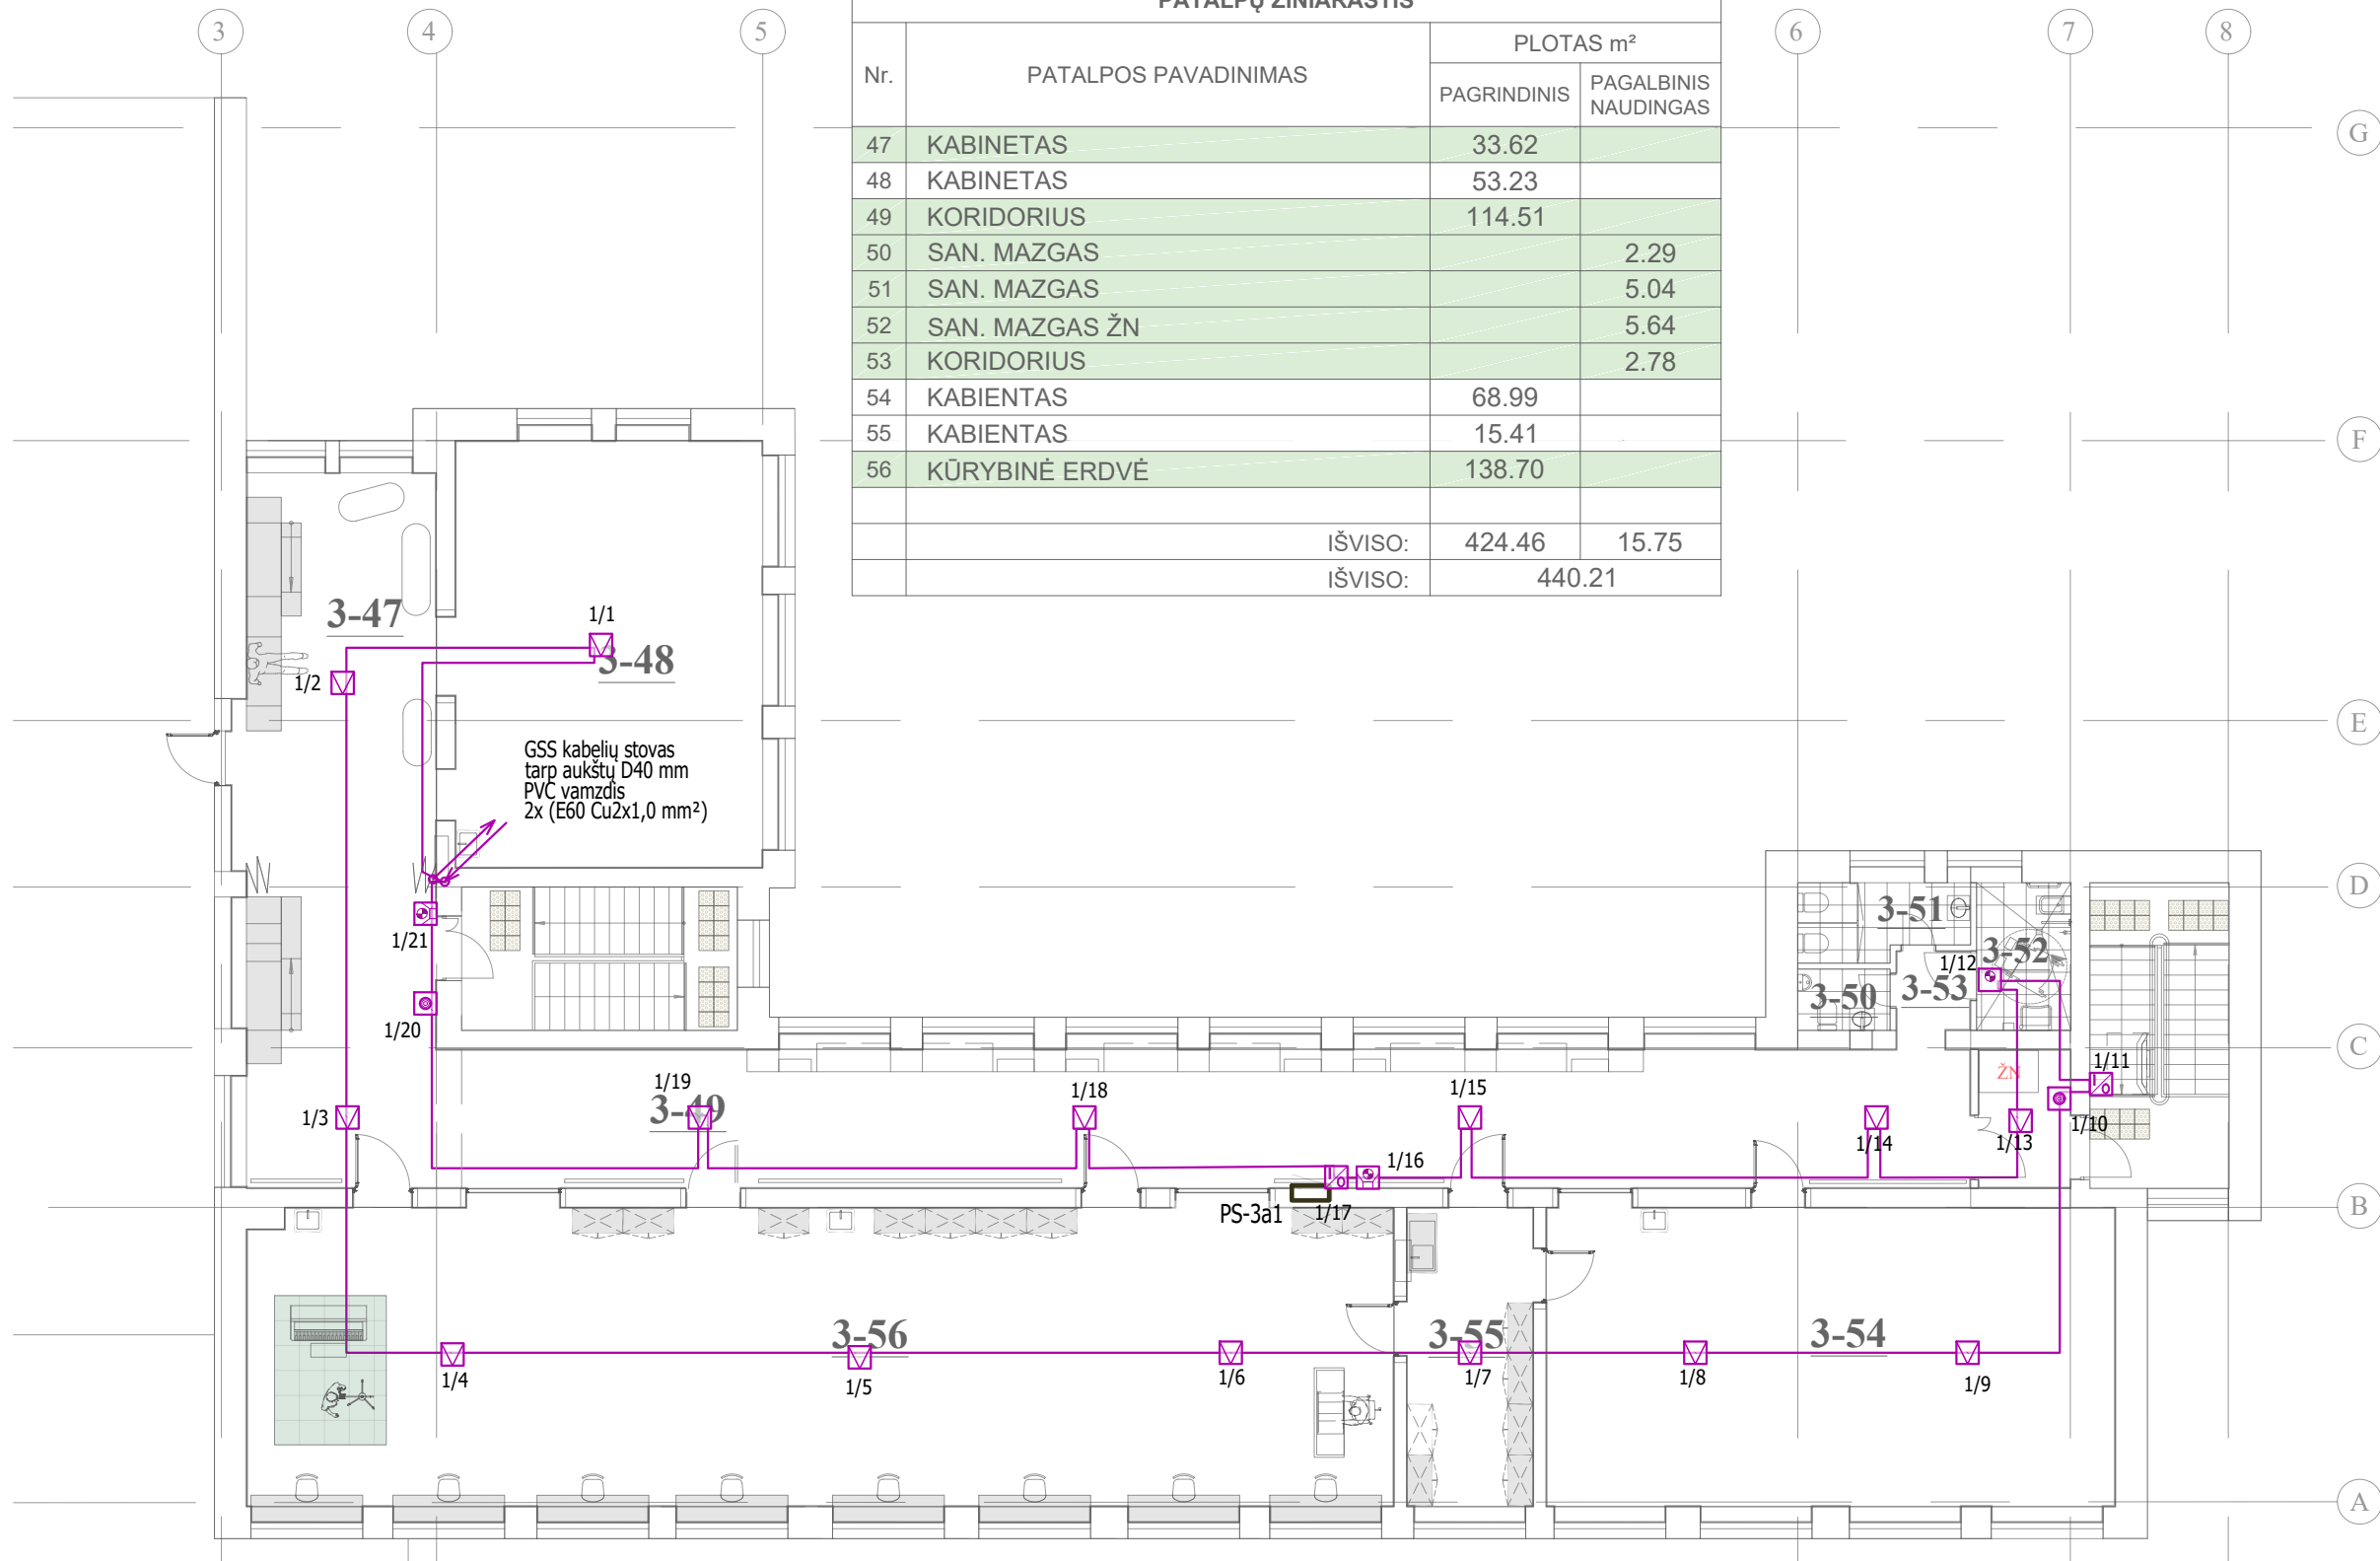 PATALPŲ ŽINIARAŠTIS
3 4 5 6 7 8
Nr. PATALPOS PAVADINIMAS PLOTAS m²
PAGRINDINIS PAGALBINIS
NAUDINGAS
47 KABINETAS 33.62
48 KABINETAS 53.23
49 KORIDORIUS 114.51
50 SAN. MAZGAS 2.29
51 SAN. MAZGAS 5.04
52 SAN. MAZGAS ŽN 5.64
53 KORIDORIUS 2.78
54 KABIENTAS 68.99
55 KABIENTAS 15.41
56 KŪRYBINĖ ERDVĖ 138.70
IŠVISO: 424.46 15.75
IŠVISO: 440.21
G
F
E
D
C
B
A
3-47
1/1
3-48
1/2
GSS kabelių stovas
tarp aukštų D40 mm
PVC vamzdis
2x (E60 Cu2x1,0 mm²)
1/21
1/20
3-51
3-52
1/12
3-53
3-50
1/11
ŽN
1/10
1/13
1/14
1/15
1/18
1/19
3-49
1/3
1/16
1/17
PS-3a1
3-56
3-55
3-54
1/4
1/5
1/6
1/7
1/8
1/9